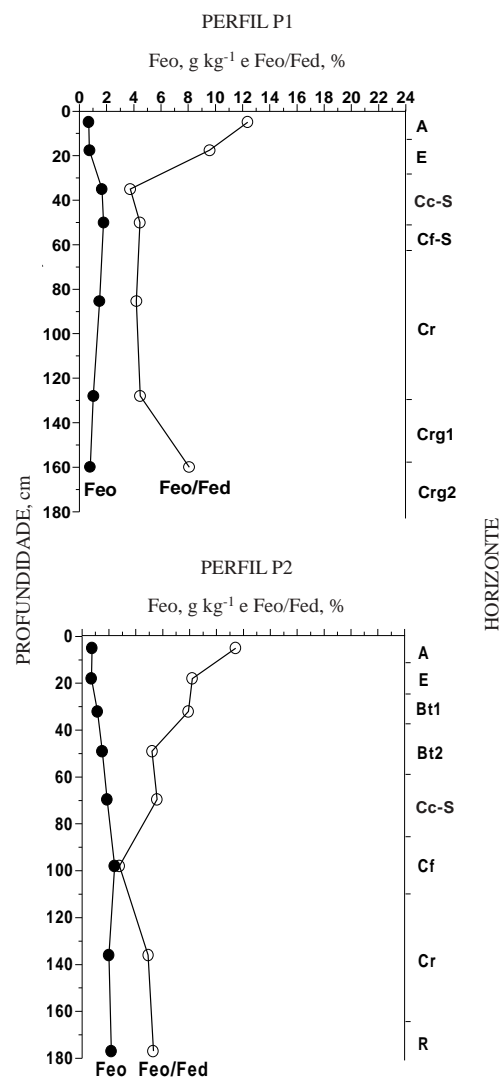 PERFIL P1
Feo, g kg-1 e Feo/Fed, %
0 1 2 4 6 8 10 12 14 16 18 20 22 24
0
20
40
60
80
100
120
140
160
180
A
E
Cc-S
Cf-S
Cr
Crg1
Crg2
Feo Feo/Fed
PROFUNDIDADE, cm
HORIZONTE
PERFIL P2
Feo, g kg-1 e Feo/Fed, %
0
20
40
60
80
100
120
140
160
180
A
E
Bt1
Bt2
Cc-S
Cf
Cr
R
Feo Feo/Fed